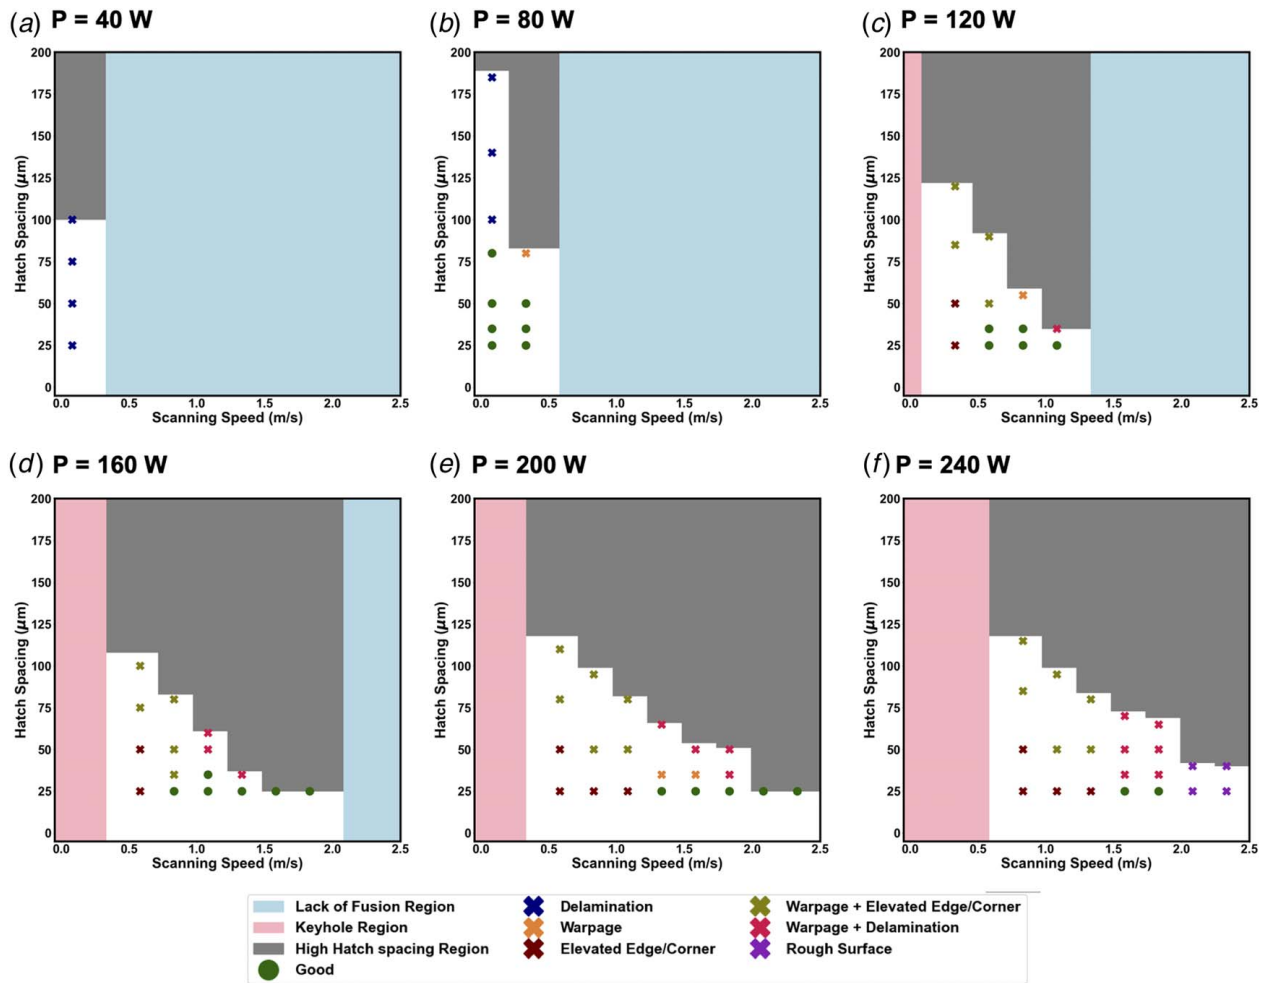 (a) P = 40 W
(b) P = 80 W
(c) P = 120 W
200
175
150
125
100
75
50
25
0
Hatch Spacing (μm)
0.0 0.5 1.0 1.5 2.0 2.5
Scanning Speed (m/s)
200
175
150
125
100
75
50
25
0
Hatch Spacing (μm)
0.0 0.5 1.0 1.5 2.0 2.5
Scanning Speed (m/s)
200
175
150
125
100
75
50
25
0
Hatch Spacing (μm)
0.0 0.5 1.0 1.5 2.0 2.5
Scanning Speed (m/s)
(d) P = 160 W
(e) P = 200 W
(f) P = 240 W
200
175
150
125
100
75
50
25
0
Hatch Spacing (μm)
0.0 0.5 1.0 1.5 2.0 2.5
Scanning Speed (m/s)
200
175
150
125
100
75
50
25
0
Hatch Spacing (μm)
0.0 0.5 1.0 1.5 2.0 2.5
Scanning Speed (m/s)
200
175
150
125
100
75
50
25
0
Hatch Spacing (μm)
0.0 0.5 1.0 1.5 2.0 2.5
Scanning Speed (m/s)
Lack of Fusion Region
Keyhole Region
High Hatch spacing Region
Good
Delamination
Warpage
Elevated Edge/Corner
Warpage + Elevated Edge/Corner
Warpage + Delamination
Rough Surface